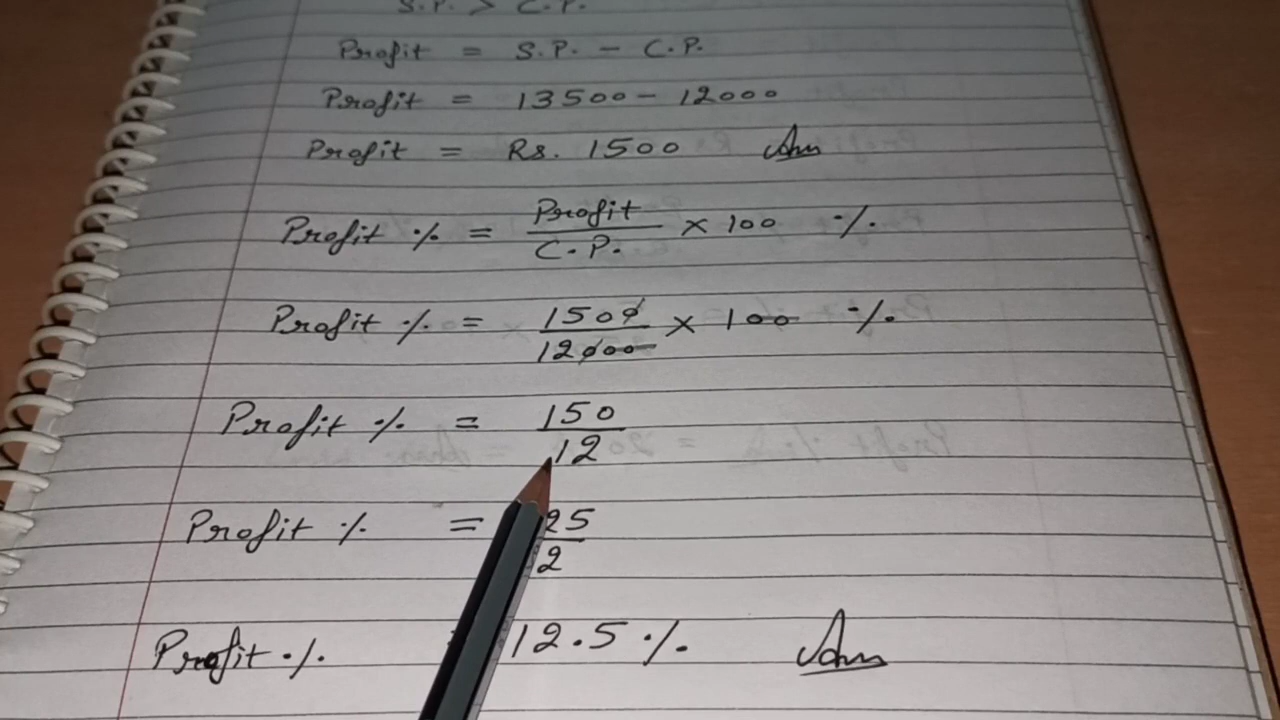 S.P. > C.P.
Profit = S.P. - C.P.
Profit = 13500 - 12000
Profit = Rs. 1500 Ans
Profit % = Profit / C.P. × 100 %
Profit % = 1500 / 12000 × 100 %
Profit % = 150 / 12
Profit % = 25 / 2
Profit % 12.5 % Ans